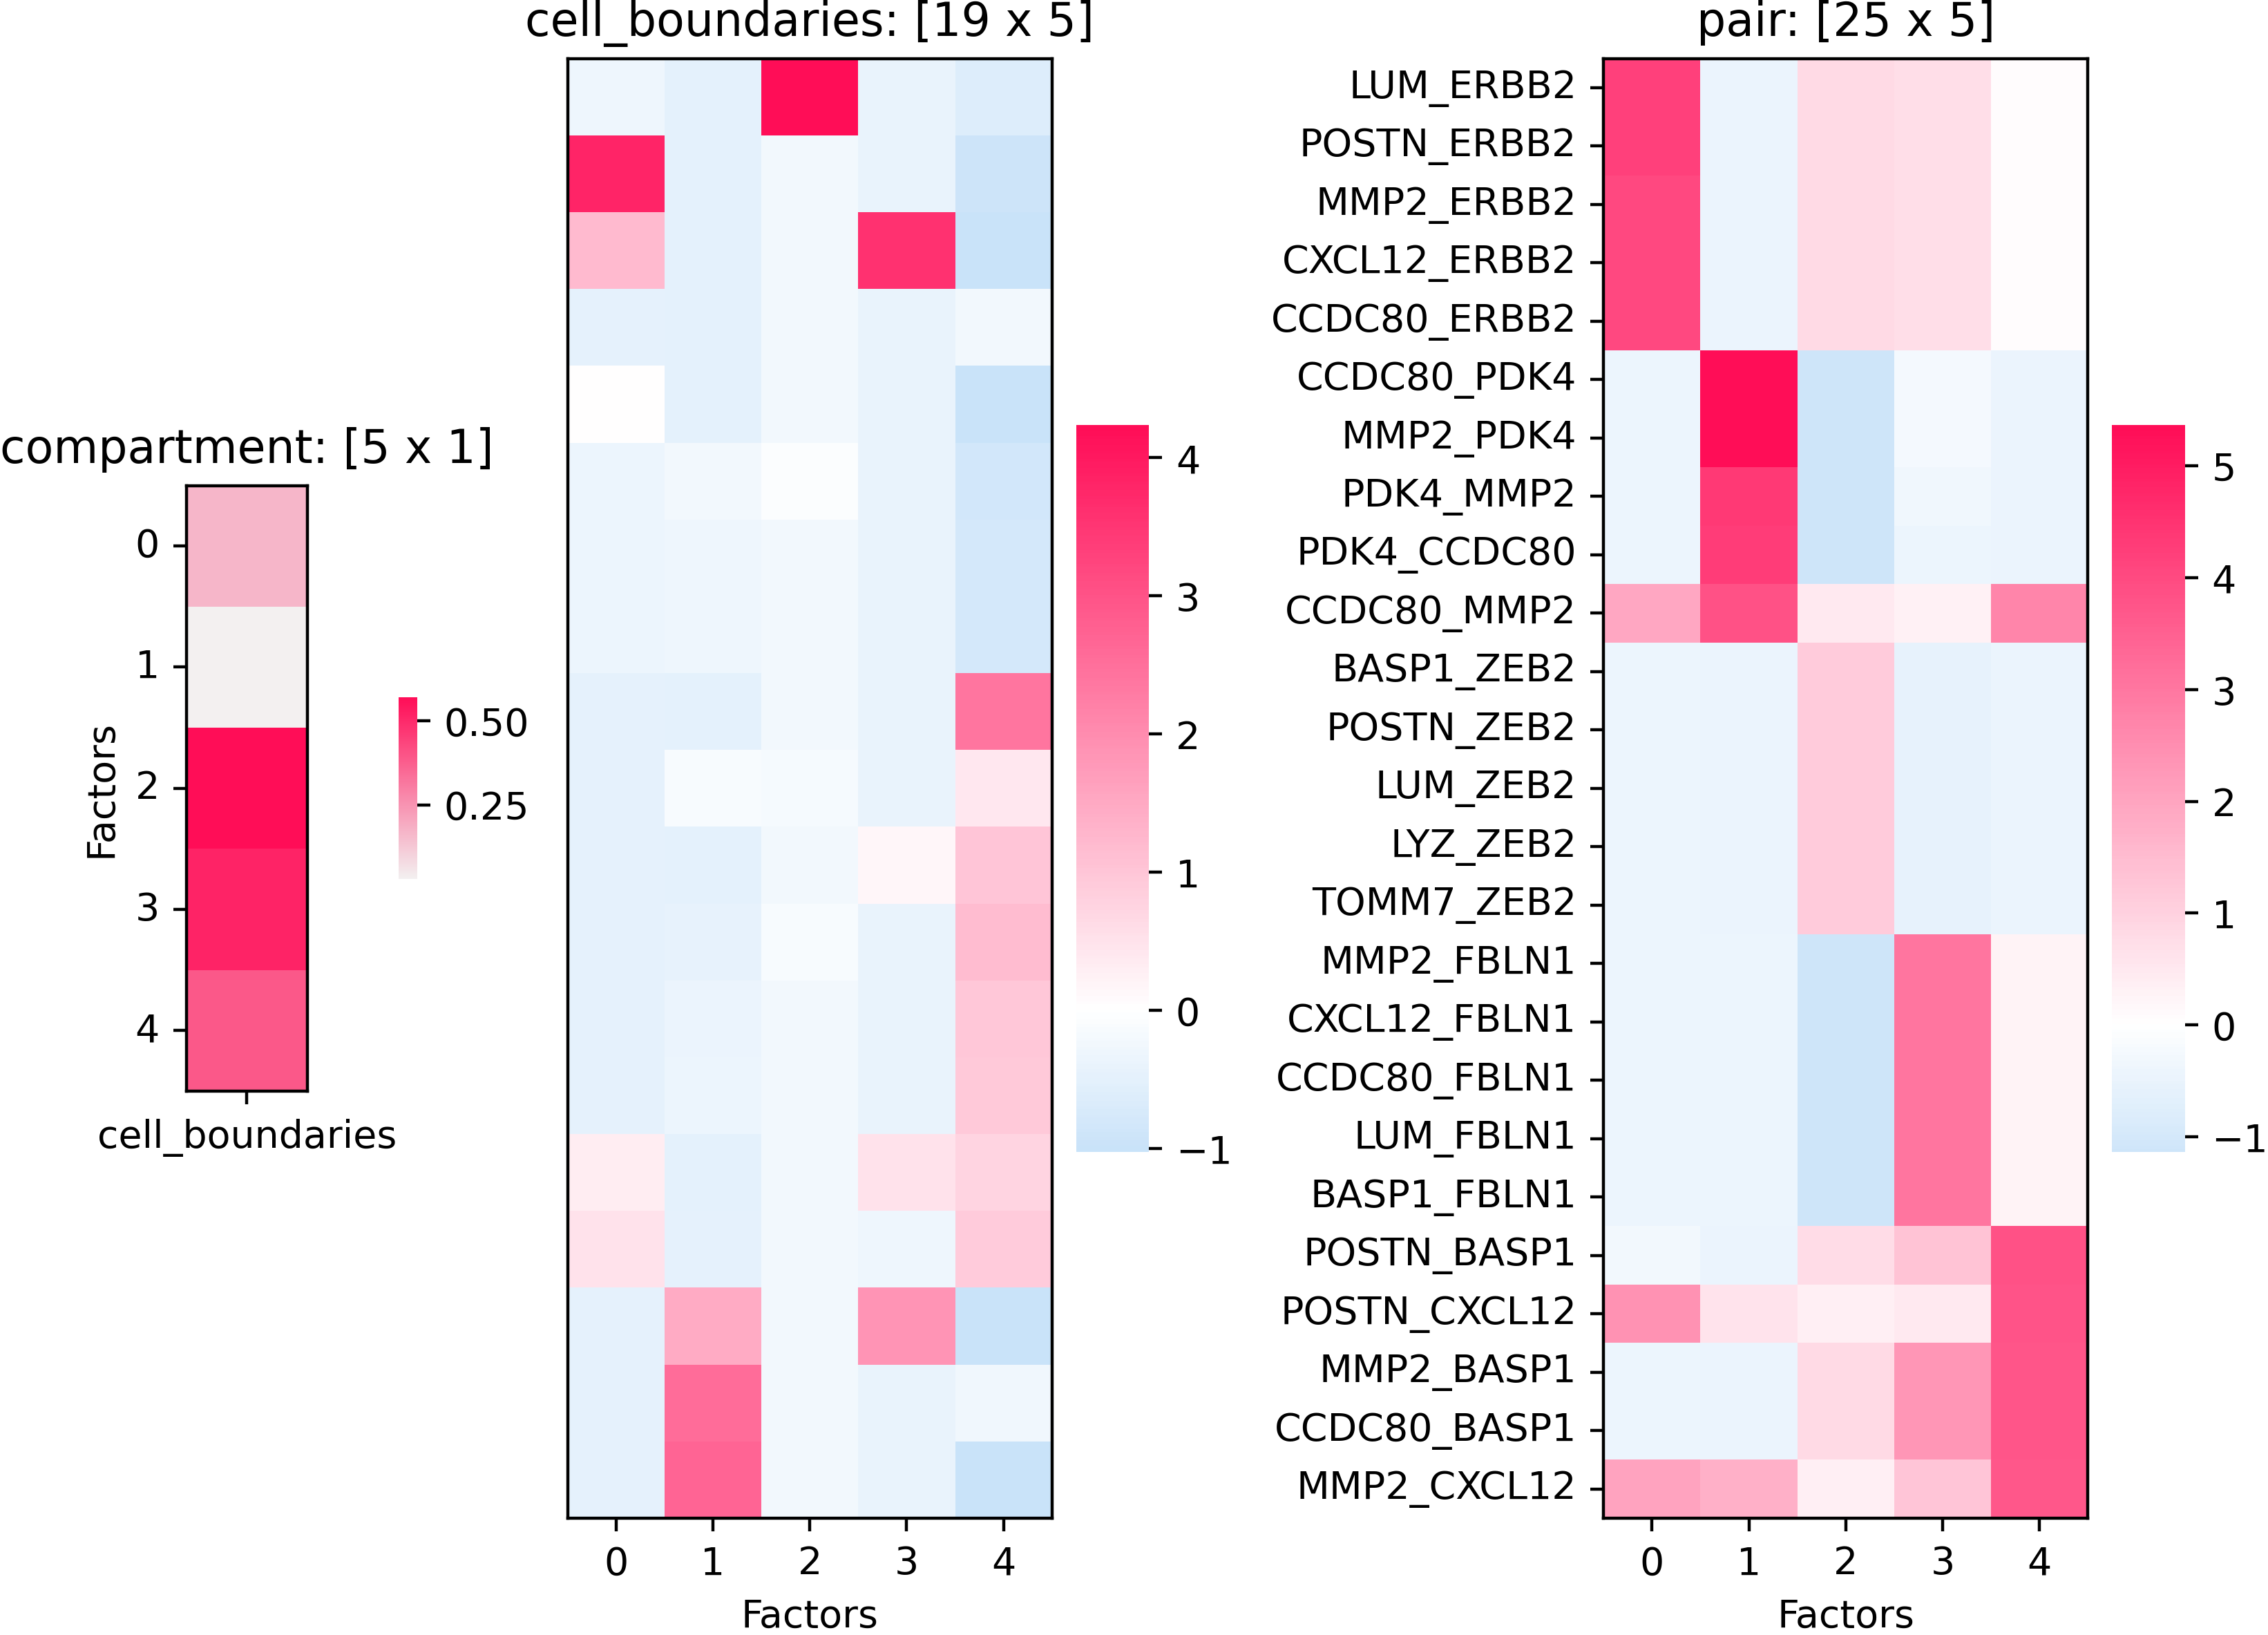 cell_boundaries: [19 x 5]
pair: [25 x 5]
compartment: [5 x 1]
Factors
0
1
2
3
4
cell_boundaries
0.50
0.25
0
1
2
3
4
Factors
4
3
2
1
0
−1
LUM_ERBB2
POSTN_ERBB2
MMP2_ERBB2
CXCL12_ERBB2
CCDC80_ERBB2
CCDC80_PDK4
MMP2_PDK4
PDK4_MMP2
PDK4_CCDC80
CCDC80_MMP2
BASP1_ZEB2
POSTN_ZEB2
LUM_ZEB2
LYZ_ZEB2
TOMM7_ZEB2
MMP2_FBLN1
CXCL12_FBLN1
CCDC80_FBLN1
LUM_FBLN1
BASP1_FBLN1
POSTN_BASP1
POSTN_CXCL12
MMP2_BASP1
CCDC80_BASP1
MMP2_CXCL12
0
1
2
3
4
Factors
5
4
3
2
1
0
−1